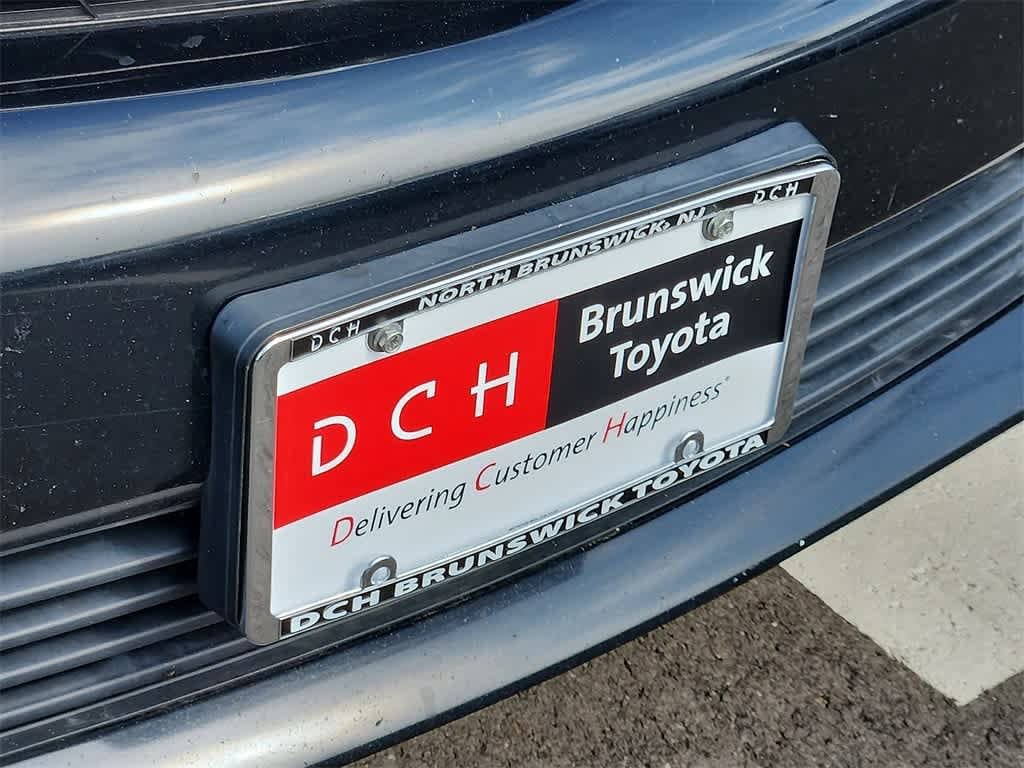 DCH NORTH BRUNSWICK, NJ DCH
DCH Brunswick
Toyota
Delivering Customer Happiness®
DCH BRUNSWICK TOYOTA